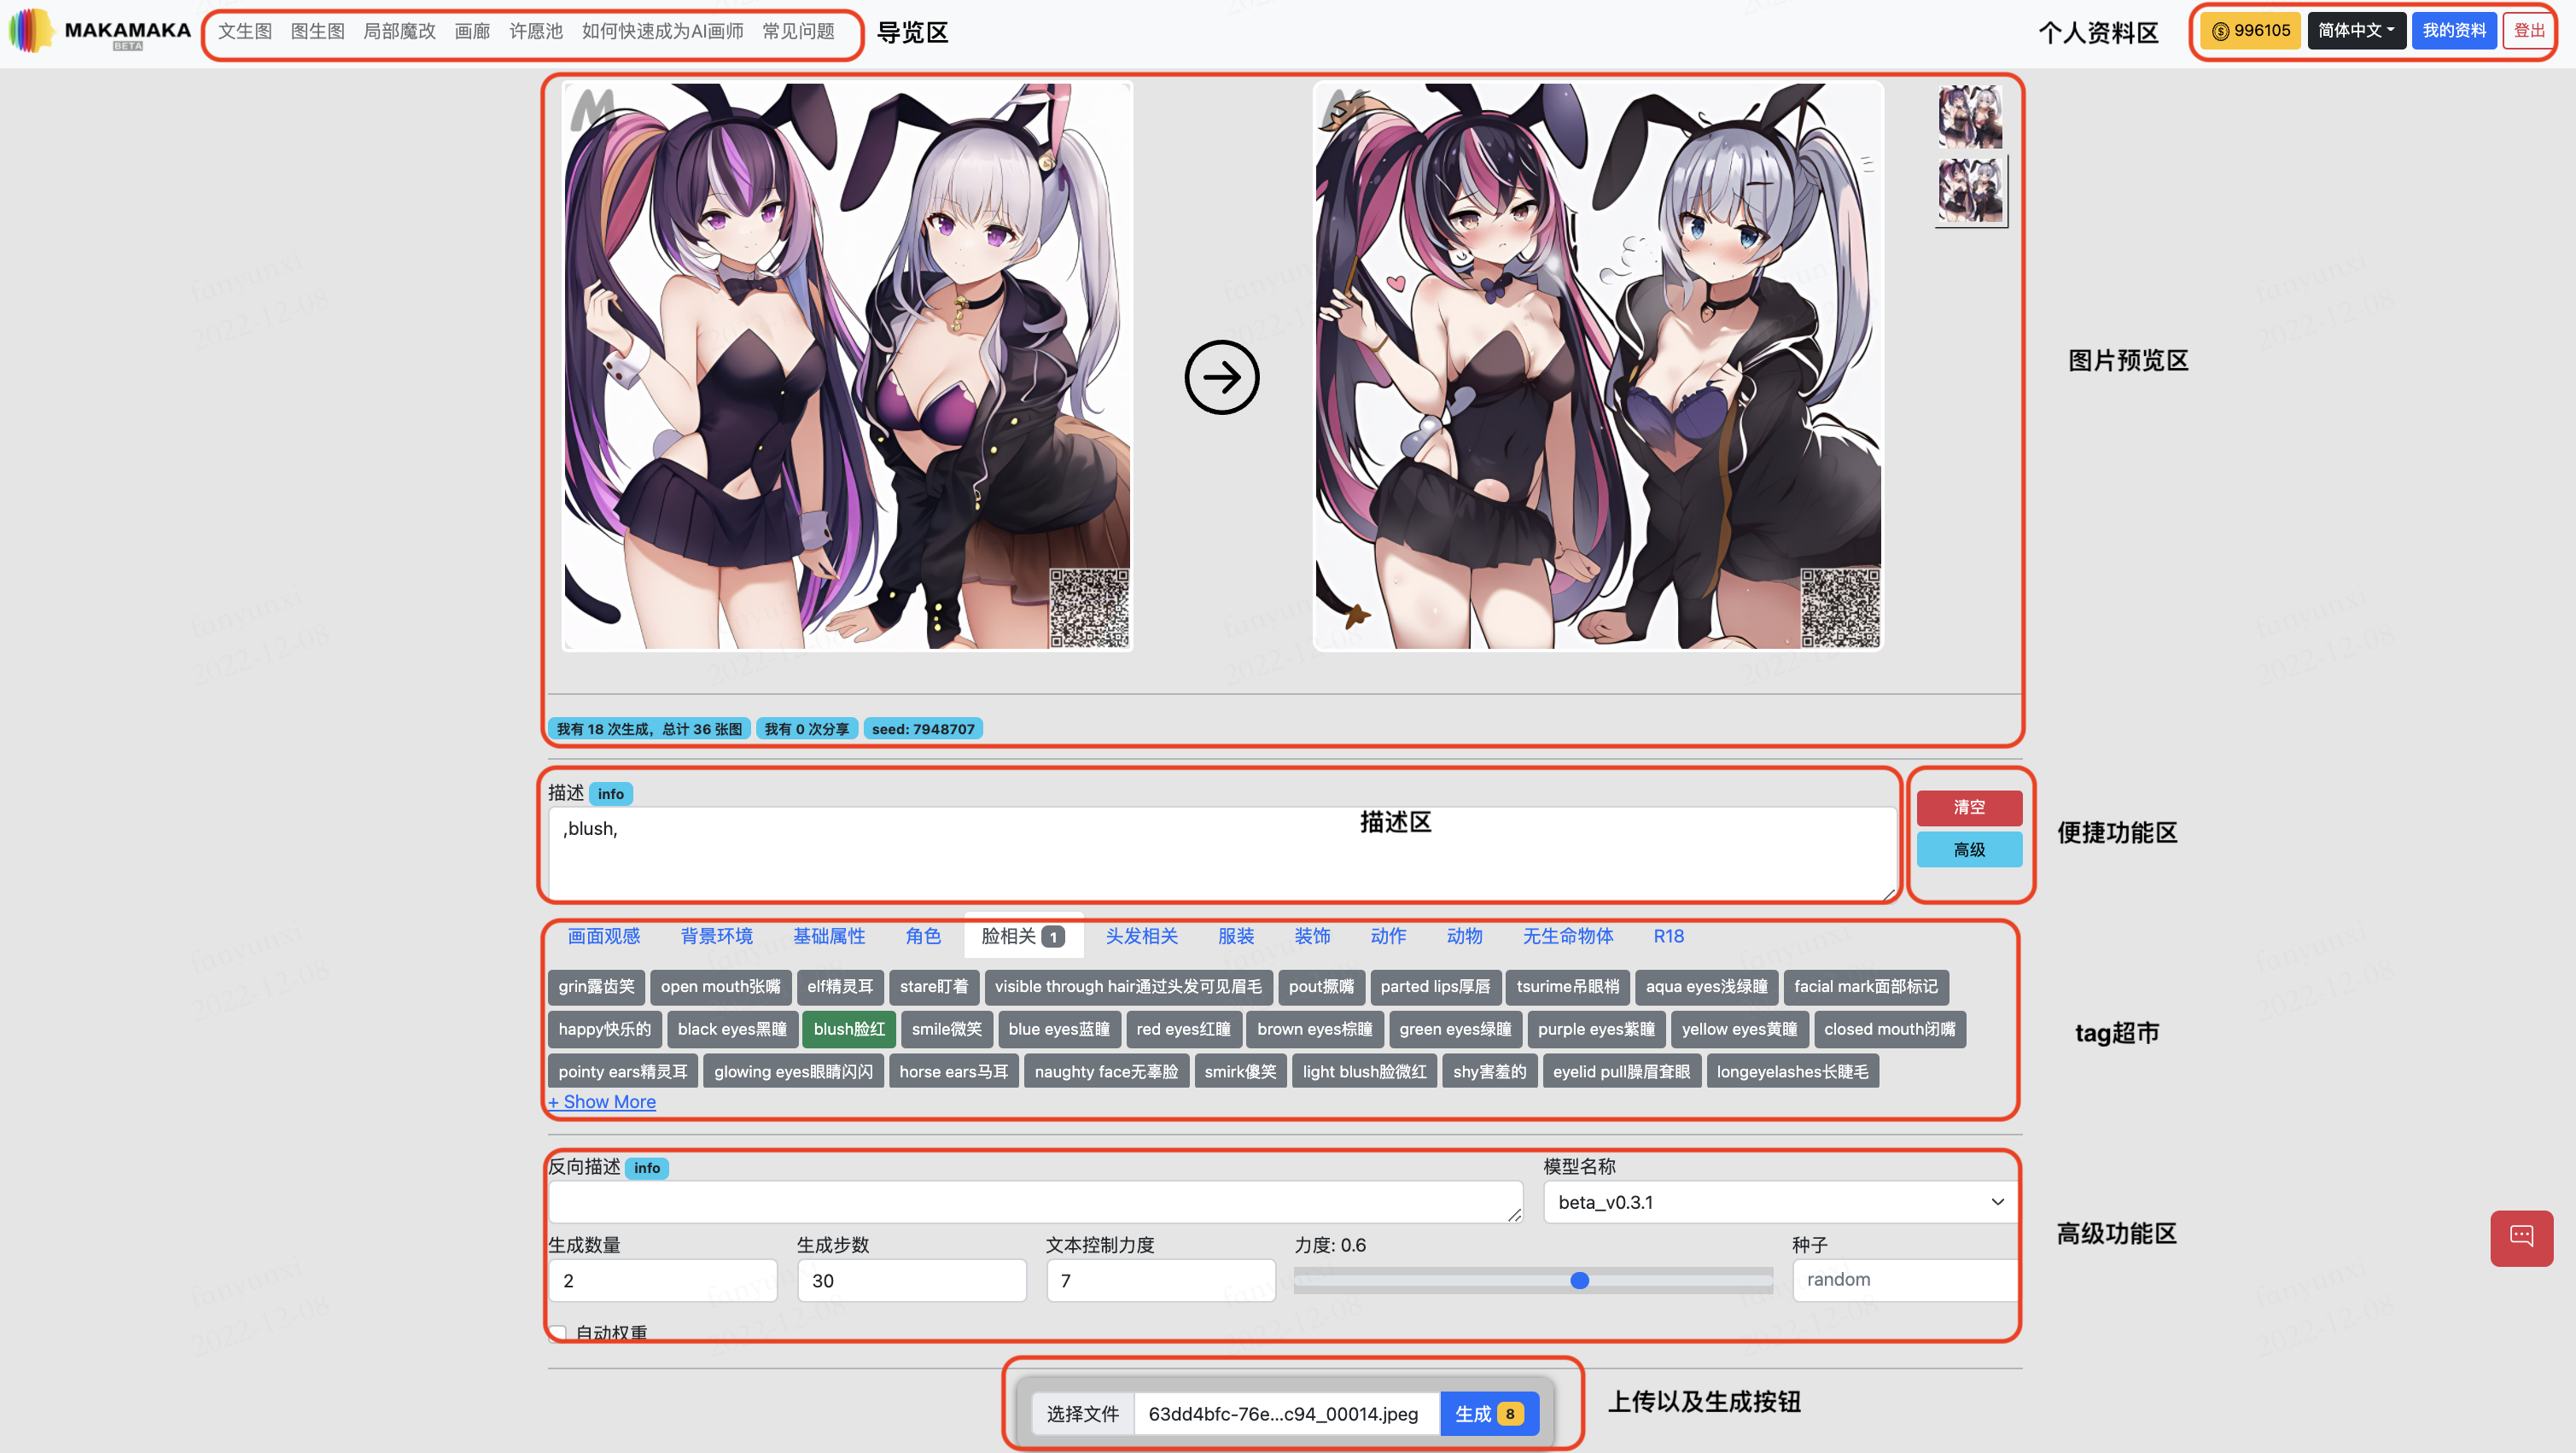 MAKAMAKA
BETA
文生图 图生图 局部魔改 画廊 许愿池 如何快速成为AI画师 常见问题
导览区
个人资料区
996105 简体中文 我的资料 登出
图片预览区
我有 18 次生成，总计 36 张图 我有 0 次分享 seed: 7948707
描述 info
,blush,
描述区
清空
高级
便捷功能区
画面观感 背景环境 基础属性 角色 脸相关 1 头发相关 服装 装饰 动作 动物 无生命物体 R18
grin露齿笑 open mouth张嘴 elf精灵耳 stare盯着 visible through hair通过头发可见眉毛 pout撅嘴 parted lips厚唇 tsurime吊眼梢 aqua eyes浅绿瞳 facial mark面部标记
happy快乐的 black eyes黑瞳 blush脸红 smile微笑 blue eyes蓝瞳 red eyes红瞳 brown eyes棕瞳 green eyes绿瞳 purple eyes紫瞳 yellow eyes黄瞳 closed mouth闭嘴
pointy ears精灵耳 glowing eyes眼睛闪闪 horse ears马耳 naughty face无辜脸 smirk傻笑 light blush脸微红 shy害羞的 eyelid pull臊眉耷眼 longeyelashes长睫毛
+ Show More
tag超市
反向描述 info
模型名称
beta_v0.3.1
生成数量 生成步数 文本控制力度 力度: 0.6 种子
2 30 7 random
自动权重
高级功能区
选择文件 63dd4bfc-76e...c94_00014.jpeg 生成 8
上传以及生成按钮
fanyunxi
2022-12-08